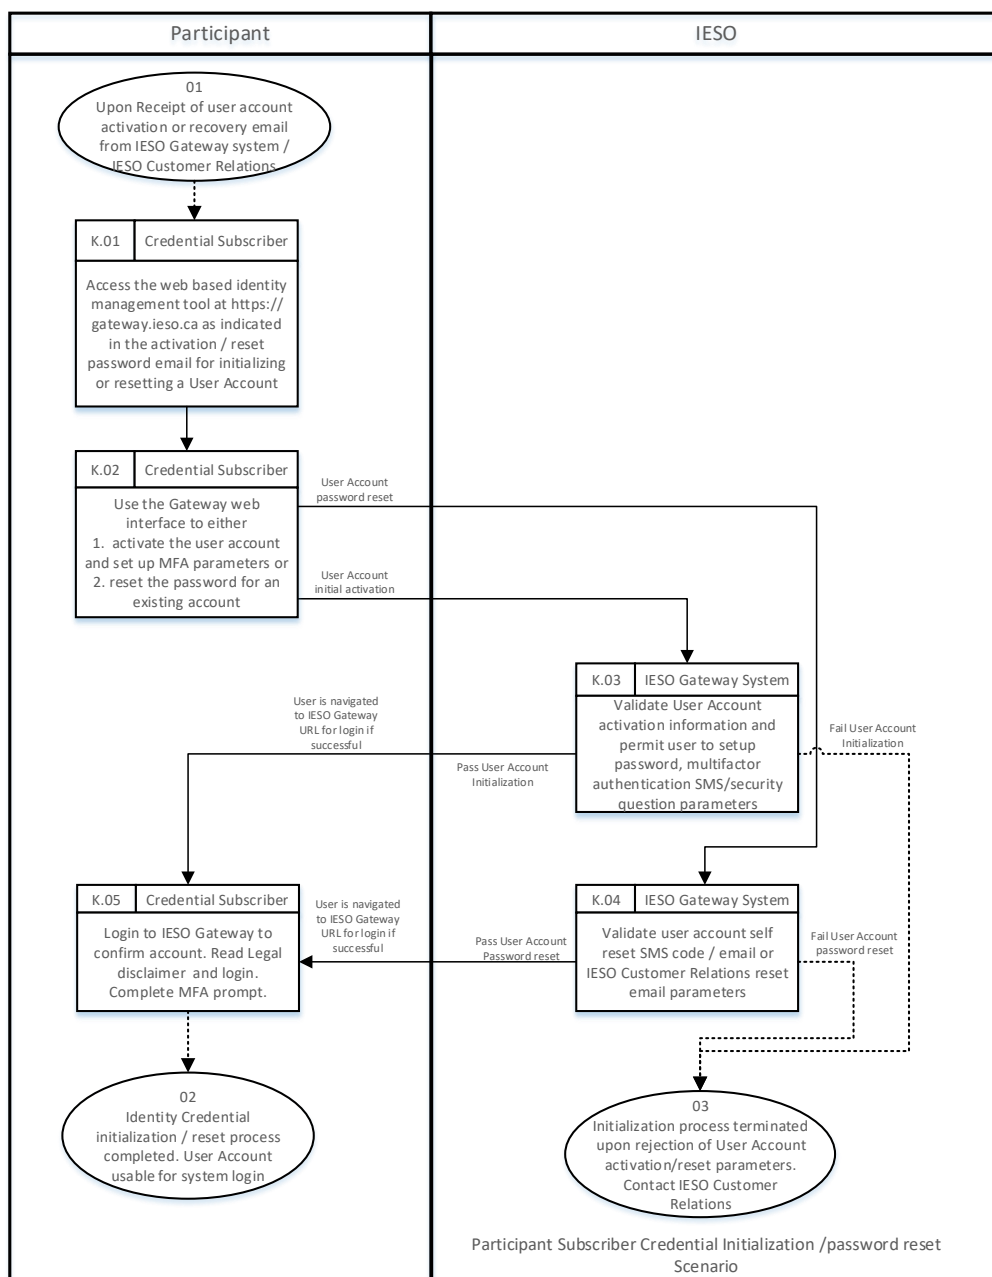 Participant
IESO
01
Upon Receipt of user account
activation or recovery email
from IESO Gateway system /
IESO Customer Relations
K.01
Credential Subscriber
Access the web based identity
management tool at https://
gateway.ieso.ca as indicated
in the activation / reset
password email for initializing
or resetting a User Account
K.02
Credential Subscriber
Use the Gateway web
interface to either
1. activate the user account
and set up MFA parameters or
2. reset the password for an
existing account
User Account
password reset
User Account
initial activation
K.03
IESO Gateway System
Validate User Account
activation information and
permit user to setup
password, multifactor
authentication SMS/security
question parameters
User is navigated
to IESO Gateway
URL for login if
successful
Pass User Account
Initialization
Fail User Account
Initialization
K.05
Credential Subscriber
Login to IESO Gateway to
confirm account. Read Legal
disclaimer and login.
Complete MFA prompt.
User is navigated
to IESO Gateway
URL for login if
successful
Pass User Account
Password reset
K.04
IESO Gateway System
Validate user account self
reset SMS code / email or
IESO Customer Relations reset
email parameters
Fail User Account
password reset
02
Identity Credential
initialization / reset process
completed. User Account
usable for system login
03
Initialization process terminated
upon rejection of User Account
activation/reset parameters.
Contact IESO Customer
Relations
Participant Subscriber Credential Initialization /password reset
Scenario